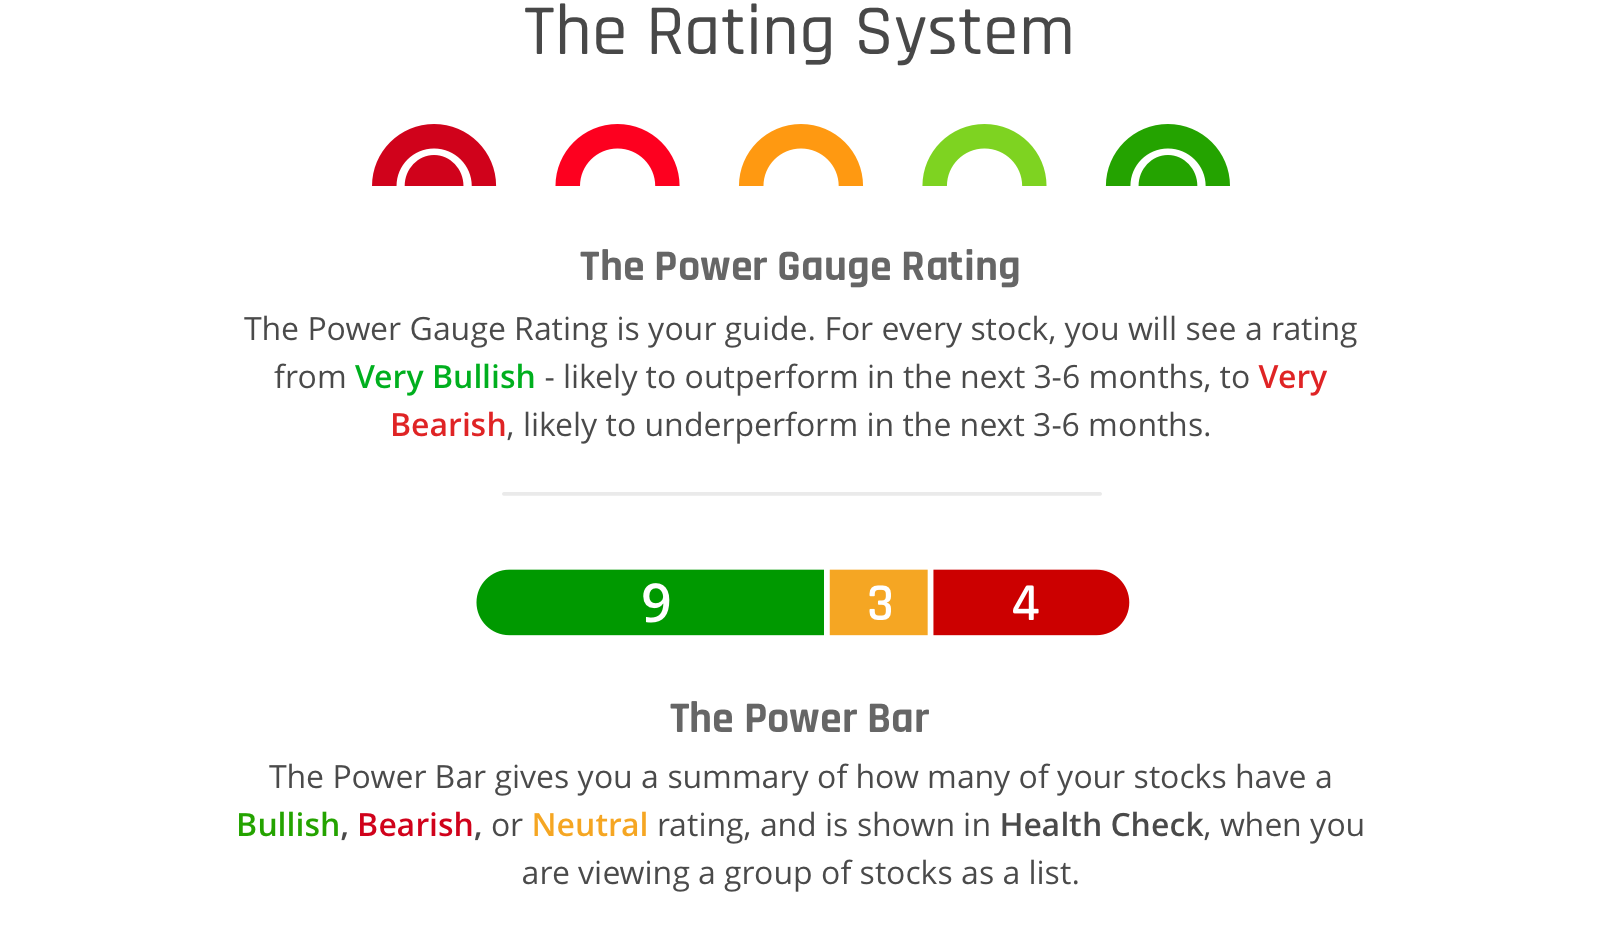 The Rating System
The Power Gauge Rating
The Power Gauge Rating is your guide. For every stock, you will see a rating
from Very Bullish - likely to outperform in the next 3-6 months, to Very
Bearish, likely to underperform in the next 3-6 months.
9 3 4
The Power Bar
The Power Bar gives you a summary of how many of your stocks have a
Bullish, Bearish, or Neutral rating, and is shown in Health Check, when you
are viewing a group of stocks as a list.